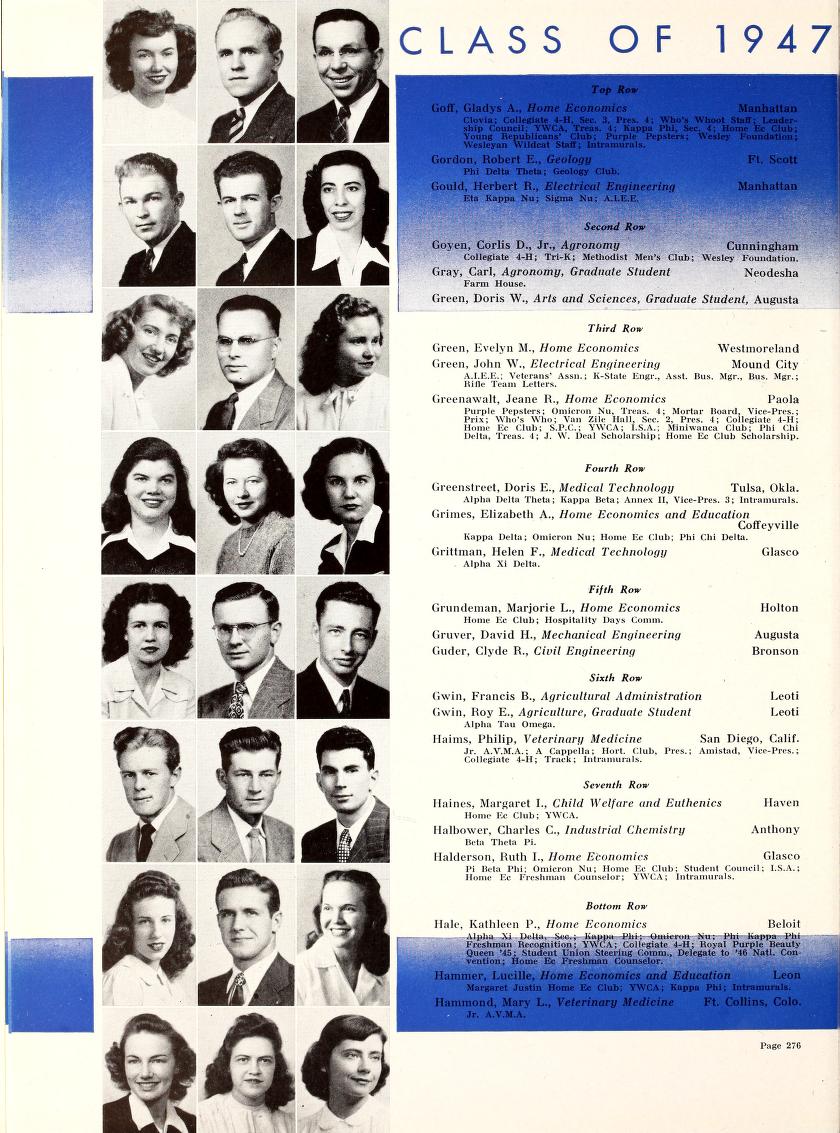 CLASS OF 1947
Top Row
Goff, Gladys A., Home Economics Manhattan
Clovia; Collegiate 4-H, Sec. 3, Pres. 4; Who's Whoot Staff; Leader-
ship Council; YWCA, Treas. 4; Kappa Phi, Sec. 4; Home Ec Club;
Young Republicans' Club; Purple Pepsters; Wesley Foundation;
Wesleyan Wildcat Staff; Intramurals.
Gordon, Robert E., Geology Ft. Scott
Phi Delta Theta; Geology Club.
Gould, Herbert R., Electrical Engineering Manhattan
Eta Kappa Nu; Sigma Nu; A.I.E.E.
Second Row
Goyen, Corlis D., Jr., Agronomy Cunningham
Collegiate 4-H; Tri-K; Methodist Men's Club; Wesley Foundation.
Gray, Carl, Agronomy, Graduate Student Neodesha
Farm House.
Green, Doris W., Arts and Sciences, Graduate Student, Augusta
Third Row
Green, Evelyn M., Home Economics Westmoreland
Green, John W., Electrical Engineering Mound City
A.I.E.E.; Veterans' Assn.; K-State Engr., Asst. Bus. Mgr., Bus. Mgr.;
Rifle Team Letters.
Greenawalt, Jeane R., Home Economics Paola
Purple Pepsters; Omicron Nu, Treas. 4; Mortar Board, Vice-Pres.;
Prix; Who's Who; Van Zile Hall, Sec. 2, Pres. 4; Collegiate 4-H;
Home Ec Club; S.P.C.; YWCA; I.S.A.; Miniwanca Club; Phi Chi
Delta, Treas. 4; J. W. Deal Scholarship; Home Ec Club Scholarship.
Fourth Row
Greenstreet, Doris E., Medical Technology Tulsa, Okla.
Alpha Delta Theta; Kappa Beta; Annex II, Vice-Pres. 3; Intramurals.
Grimes, Elizabeth A., Home Economics and Education
Coffeyville
Kappa Delta; Omicron Nu; Home Ec Club; Phi Chi Delta.
Grittman, Helen F., Medical Technology Glasco
Alpha Xi Delta.
Fifth Row
Grundeman, Marjorie L., Home Economics Holton
Home Ec Club; Hospitality Days Comm.
Gruver, David H., Mechanical Engineering Augusta
Guder, Clyde R., Civil Engineering Bronson
Sixth Row
Gwin, Francis B., Agricultural Administration Leoti
Gwin, Roy E., Agriculture, Graduate Student Leoti
Alpha Tau Omega.
Haims, Philip, Veterinary Medicine San Diego, Calif.
Jr. A.V.M.A.; A Cappella; Hort. Club, Pres.; Amistad, Vice-Pres.;
Collegiate 4-H; Track; Intramurals.
Seventh Row
Haines, Margaret I., Child Welfare and Euthenics Haven
Home Ec Club; YWCA.
Halbower, Charles C., Industrial Chemistry Anthony
Beta Theta Pi.
Halderson, Ruth I., Home Economics Glasco
Pi Beta Phi; Omicron Nu; Home Ec Club; Student Council; I.S.A.;
Home Ec Freshman Counselor; YWCA; Intramurals.
Bottom Row
Hale, Kathleen P., Home Economics Beloit
Alpha Xi Delta, Sec.; Kappa Phi; Omicron Nu; Phi Kappa Phi
Freshman Recognition; YWCA; Collegiate 4-H; Royal Purple Beauty
Queen '45; Student Union Steering Comm., Delegate to '46 Natl. Con-
vention; Home Ec Freshman Counselor.
Hammer, Lucille, Home Economics and Education Leon
Margaret Justin Home Ec Club; YWCA; Kappa Phi; Intramurals.
Hammond, Mary L., Veterinary Medicine Ft. Collins, Colo.
Jr. A.V.M.A.
Page 276